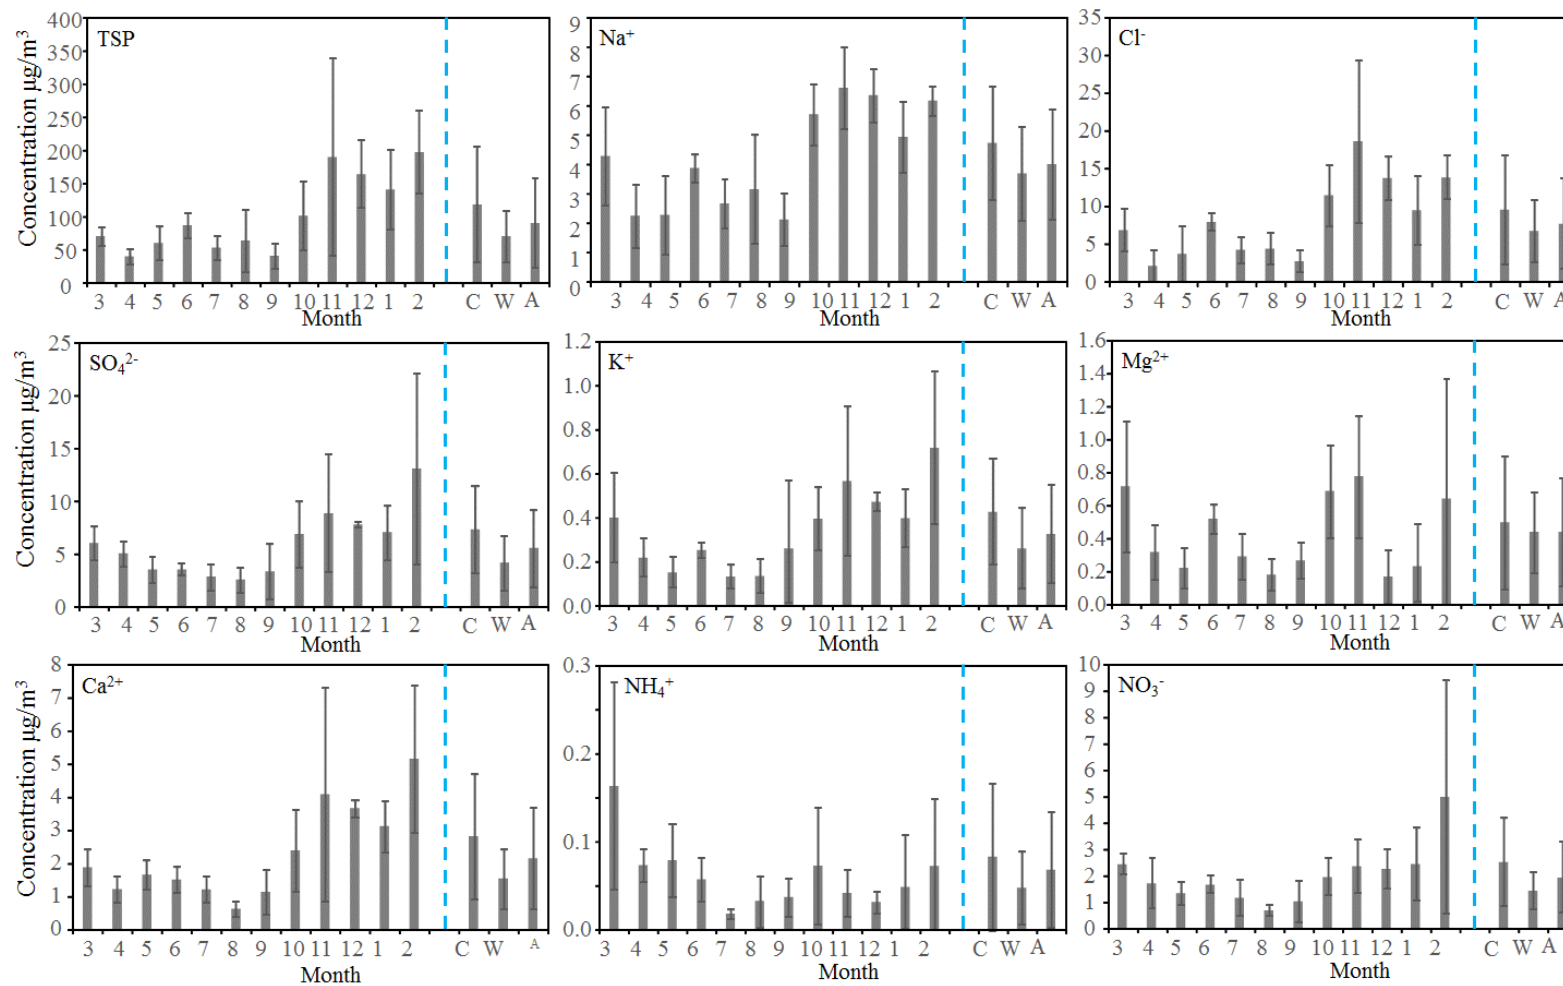 Concentration µg/m³
400
350
300
250
200
150
100
50
0
TSP
3 4 5 6 7 8 9 10 11 12 1 2 C W A
Month
9
8
7
6
5
4
3
2
1
0
Na⁺
3 4 5 6 7 8 9 10 11 12 1 2 C W A
Month
35
30
25
20
15
10
5
0
Cl⁻
3 4 5 6 7 8 9 10 11 12 1 2 C W A
Month
Concentration µg/m³
25
20
15
10
5
0
SO₄²⁻
3 4 5 6 7 8 9 10 11 12 1 2 C W A
Month
1.2
1.0
0.8
0.6
0.4
0.2
0.0
K⁺
3 4 5 6 7 8 9 10 11 12 1 2 C W A
Month
1.6
1.4
1.2
1.0
0.8
0.6
0.4
0.2
0.0
Mg²⁺
3 4 5 6 7 8 9 10 11 12 1 2 C W A
Month
Concentration µg/m³
8
7
6
5
4
3
2
1
0
Ca²⁺
3 4 5 6 7 8 9 10 11 12 1 2 C W A
Month
0.3
0.2
0.1
0.0
NH₄⁺
3 4 5 6 7 8 9 10 11 12 1 2 C W A
Month
10
9
8
7
6
5
4
3
2
1
0
NO₃⁻
3 4 5 6 7 8 9 10 11 12 1 2 C W A
Month